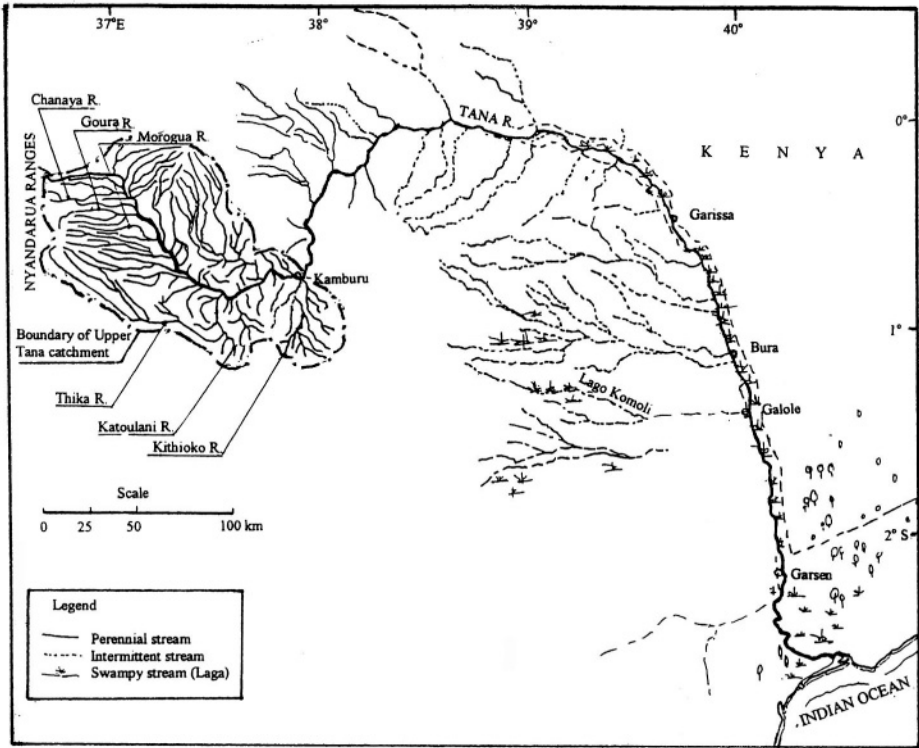 37°E
38°
39°
40°
Chanaya R.
Goura R.
Morogua R.
TANA R.
0°
NYANDARUA RANGES
KENYA
Garissa
Kamburu
Boundary of Upper
Tana catchment
1°
Bura
Thika R.
Lago Komoli
Galole
Katoulani R.
Kithioko R.
Scale
0 25 50 100 km
2° S
Garsen
Legend
Perennial stream
Intermittent stream
Swampy stream (Laga)
INDIAN OCEAN